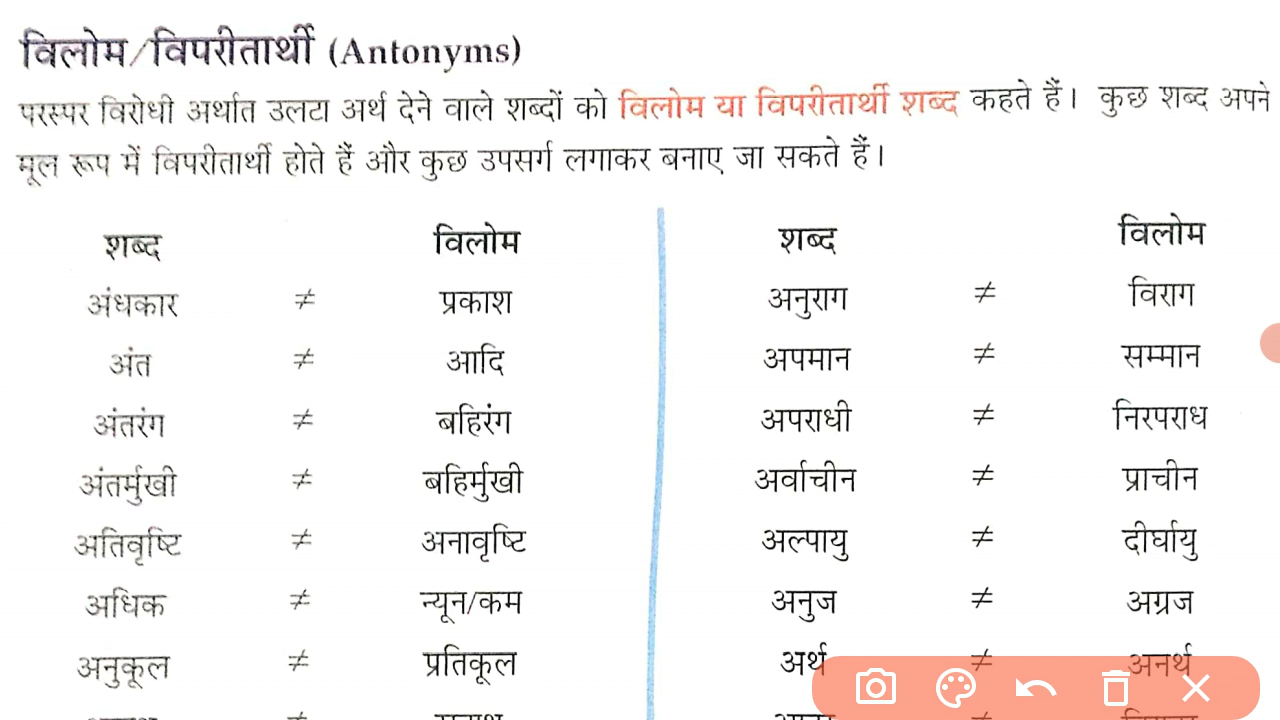 विलोम/विपरीतार्थी (Antonyms)
परस्पर विरोधी अर्थात उलटा अर्थ देने वाले शब्दों को विलोम या विपरीतार्थी शब्द कहते हैं। कुछ शब्द अपने
मूल रूप में विपरीतार्थी होते हैं और कुछ उपसर्ग लगाकर बनाए जा सकते हैं।
शब्द विलोम शब्द विलोम
अंधकार ≠ प्रकाश अनुराग ≠ विराग
अंत ≠ आदि अपमान ≠ सम्मान
अंतरंग ≠ बहिरंग अपराधी ≠ निरपराध
अंतर्मुखी ≠ बहिर्मुखी अर्वाचीन ≠ प्राचीन
अतिवृष्टि ≠ अनावृष्टि अल्पायु ≠ दीर्घायु
अधिक ≠ न्यून/कम अनुज ≠ अग्रज
अनुकूल ≠ प्रतिकूल अर्थ ≠ अनर्थ